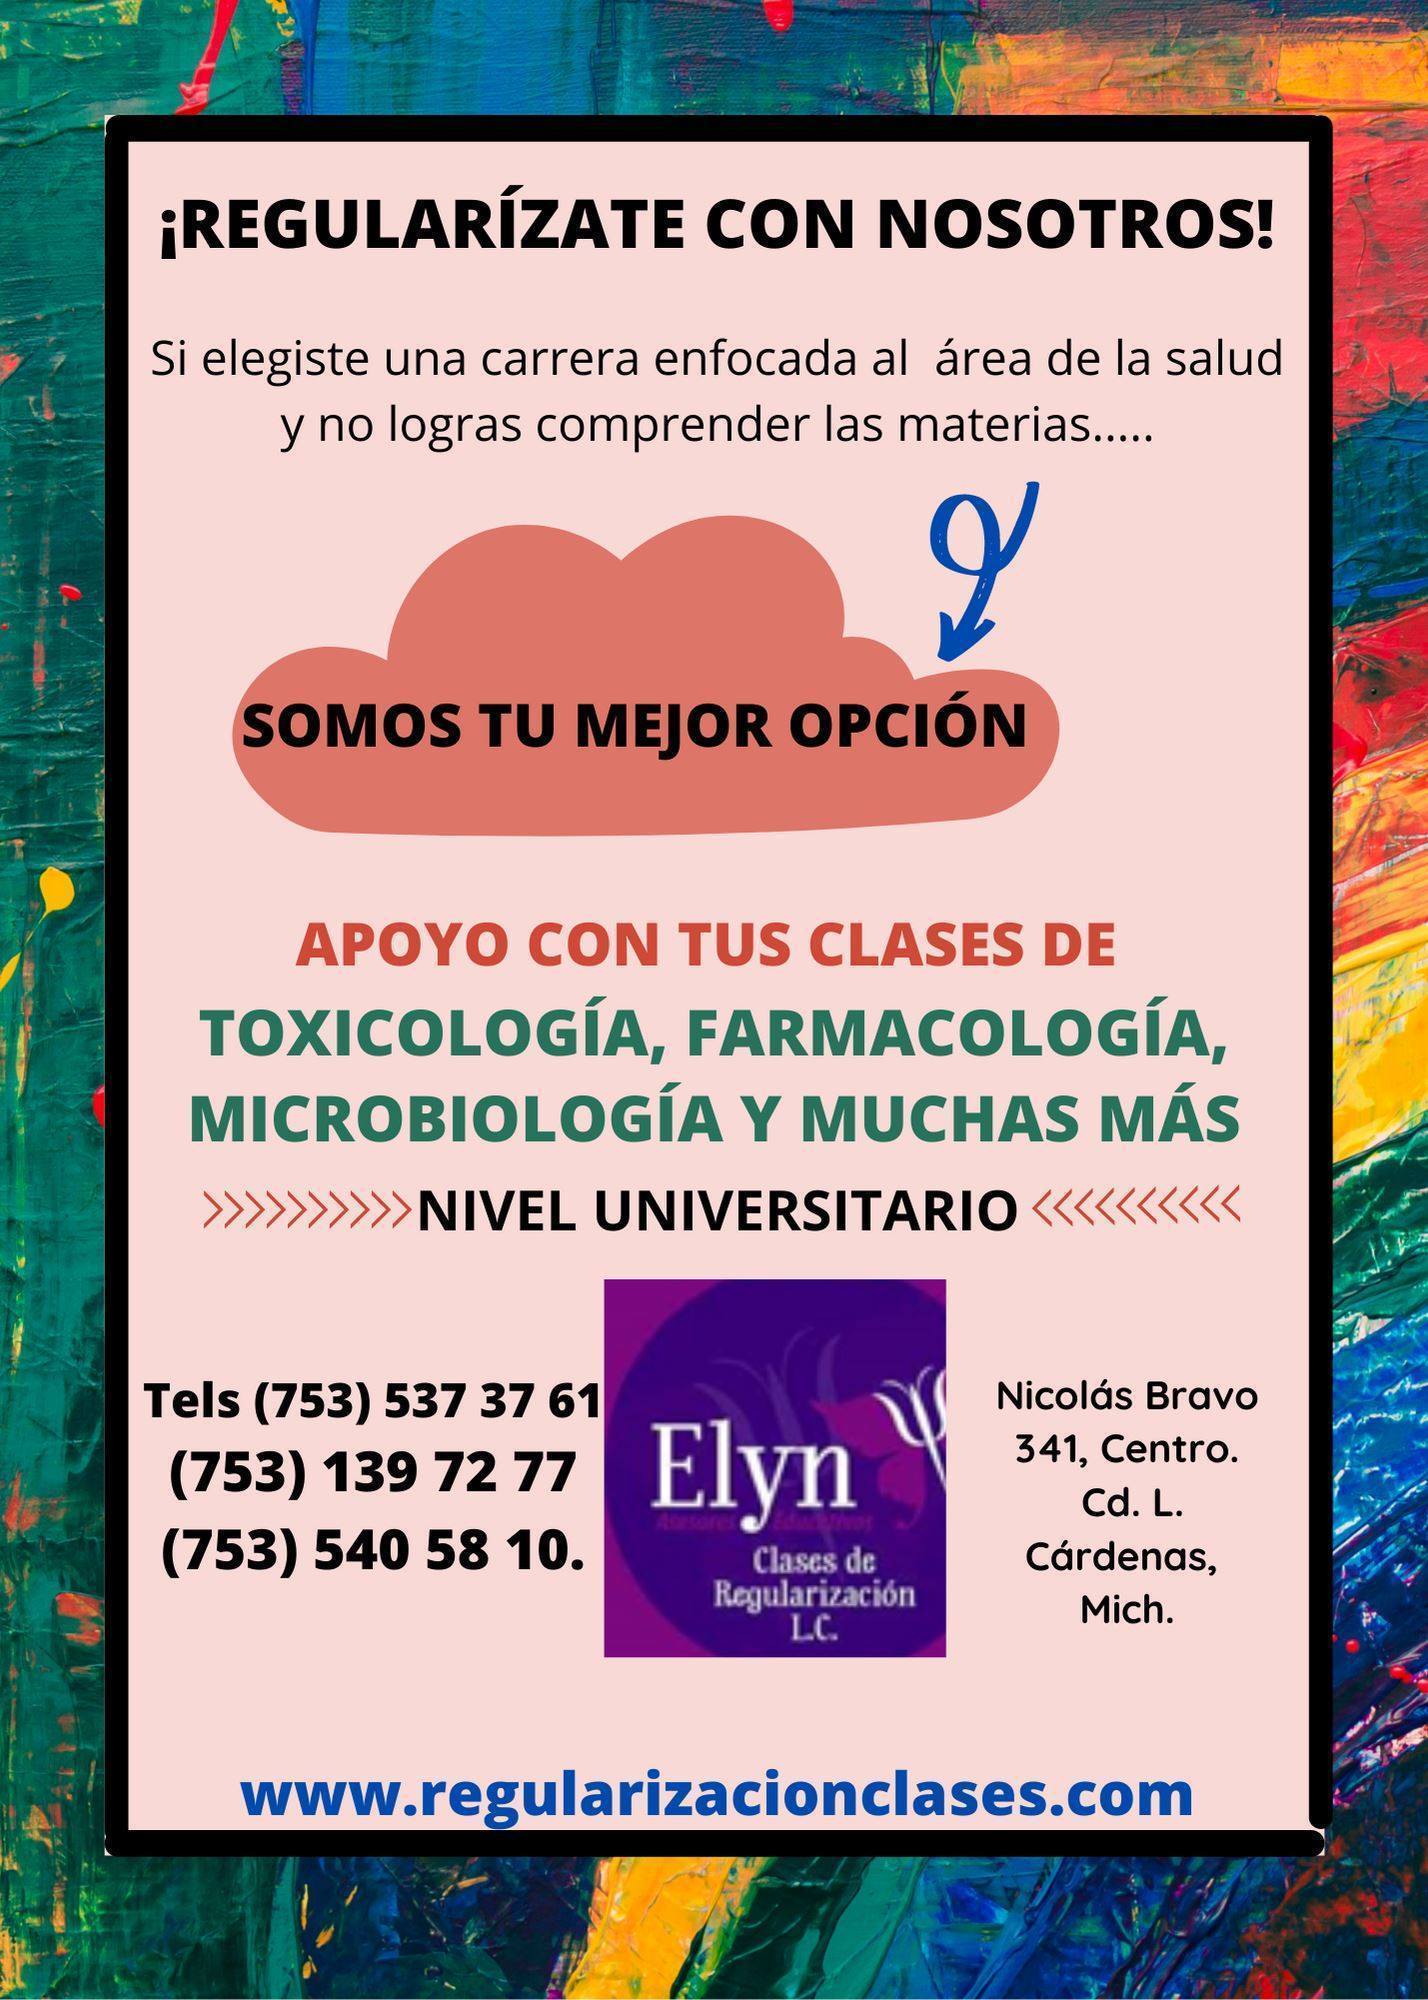 ¡REGULARÍZATE CON NOSOTROS!
Si elegiste una carrera enfocada al área de la salud
y no logras comprender las materias.....
SOMOS TU MEJOR OPCIÓN
APOYO CON TUS CLASES DE
TOXICOLOGÍA, FARMACOLOGÍA,
MICROBIOLOGÍA Y MUCHAS MÁS
>>>>>>>>>>NIVEL UNIVERSITARIO <<<<<<<<<<
Tels (753) 537 37 61
(753) 139 72 77
(753) 540 58 10.
Elyn
Asesores Educativos
Clases de
Regularización
L.C.
Nicolás Bravo
341, Centro.
Cd. L.
Cárdenas,
Mich.
www.regularizacionclases.com